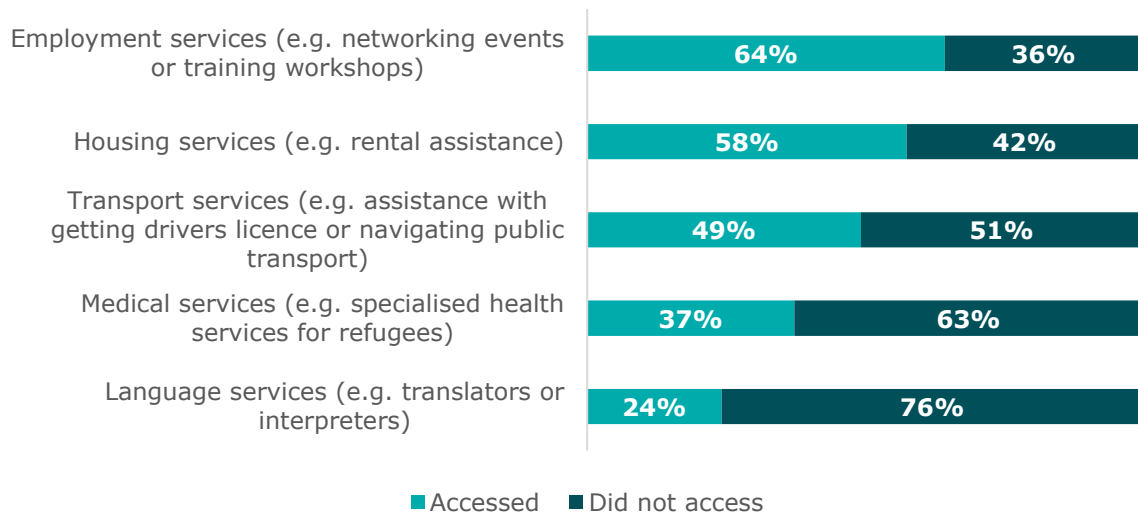 Employment services (e.g. networking events
or training workshops)
64%
36%
Housing services (e.g. rental assistance)
58%
42%
Transport services (e.g. assistance with
getting drivers licence or navigating public
transport)
49%
51%
Medical services (e.g. specialised health
services for refugees)
37%
63%
Language services (e.g. translators or
interpreters)
24%
76%
Accessed
Did not access